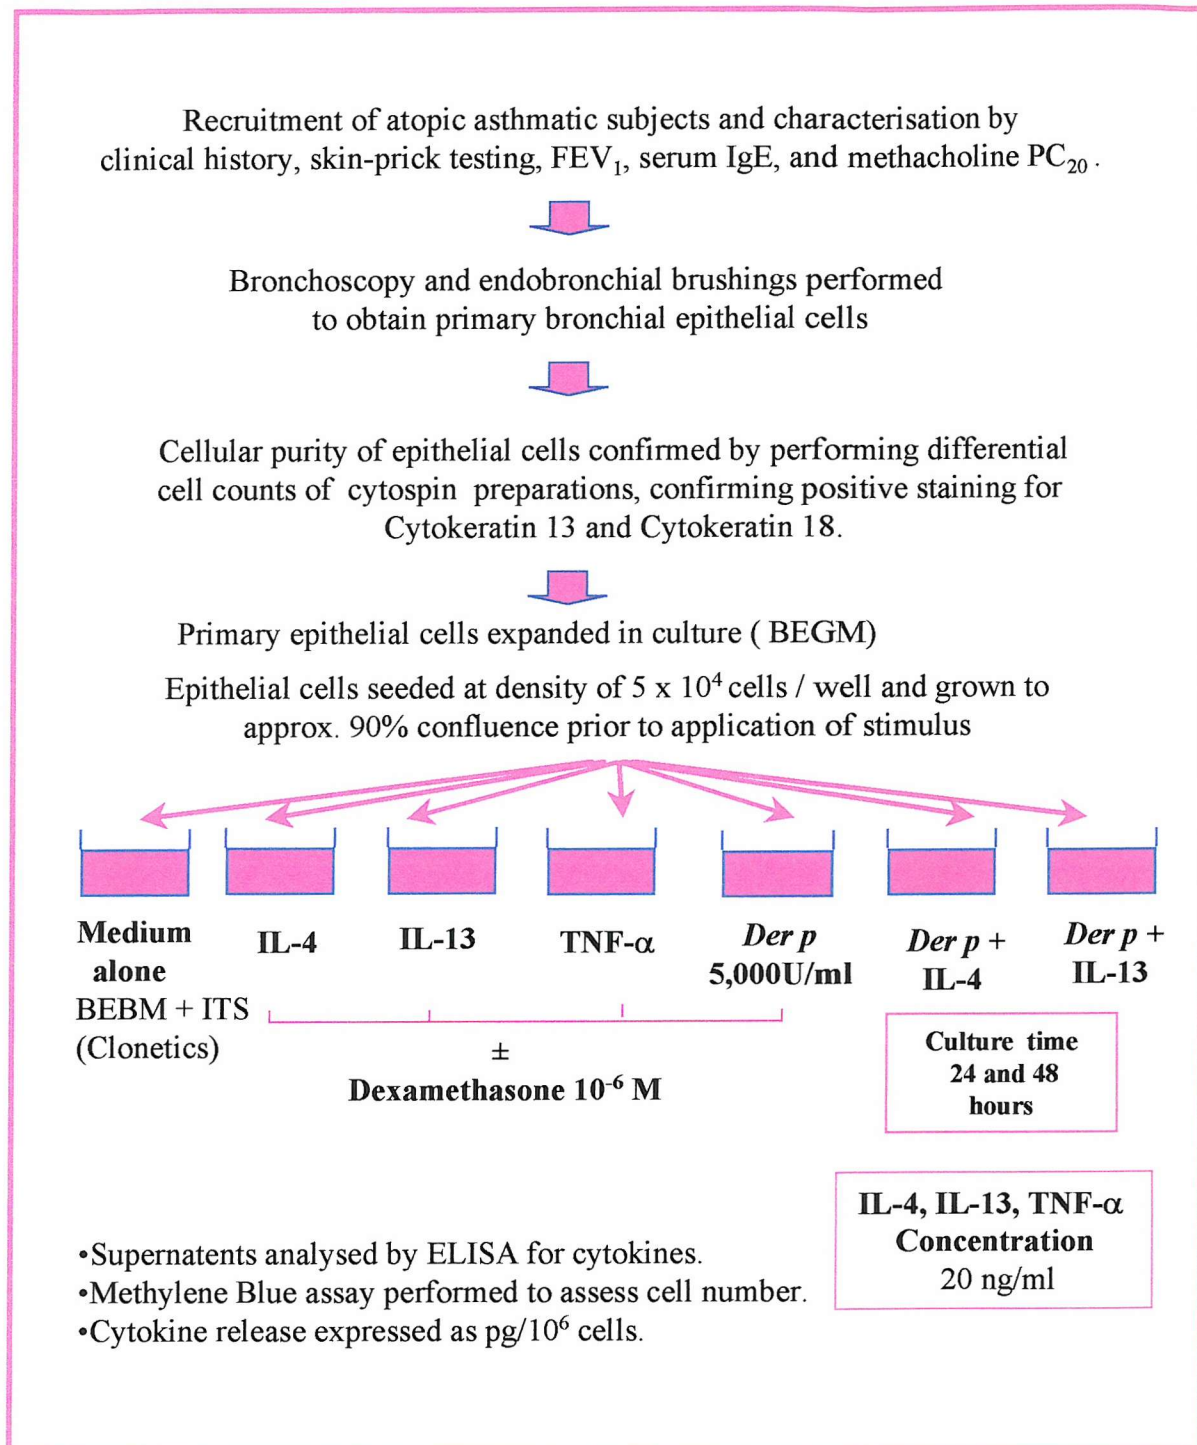 Recruitment of atopic asthmatic subjects and characterisation by
clinical history, skin-prick testing, FEV₁, serum IgE, and methacholine PC₂₀ .
Bronchoscopy and endobronchial brushings performed
to obtain primary bronchial epithelial cells
Cellular purity of epithelial cells confirmed by performing differential
cell counts of cytospin preparations, confirming positive staining for
Cytokeratin 13 and Cytokeratin 18.
Primary epithelial cells expanded in culture ( BEGM)
Epithelial cells seeded at density of 5 x 10⁴ cells / well and grown to
approx. 90% confluence prior to application of stimulus
Medium
alone
BEBM + ITS
(Clonetics)
IL-4
IL-13
TNF-α
Der p
5,000U/ml
Der p +
IL-4
Der p +
IL-13
±
Dexamethasone 10⁻⁶ M
Culture time
24 and 48
hours
IL-4, IL-13, TNF-α
Concentration
20 ng/ml
•Supernatents analysed by ELISA for cytokines.
•Methylene Blue assay performed to assess cell number.
•Cytokine release expressed as pg/10⁶ cells.